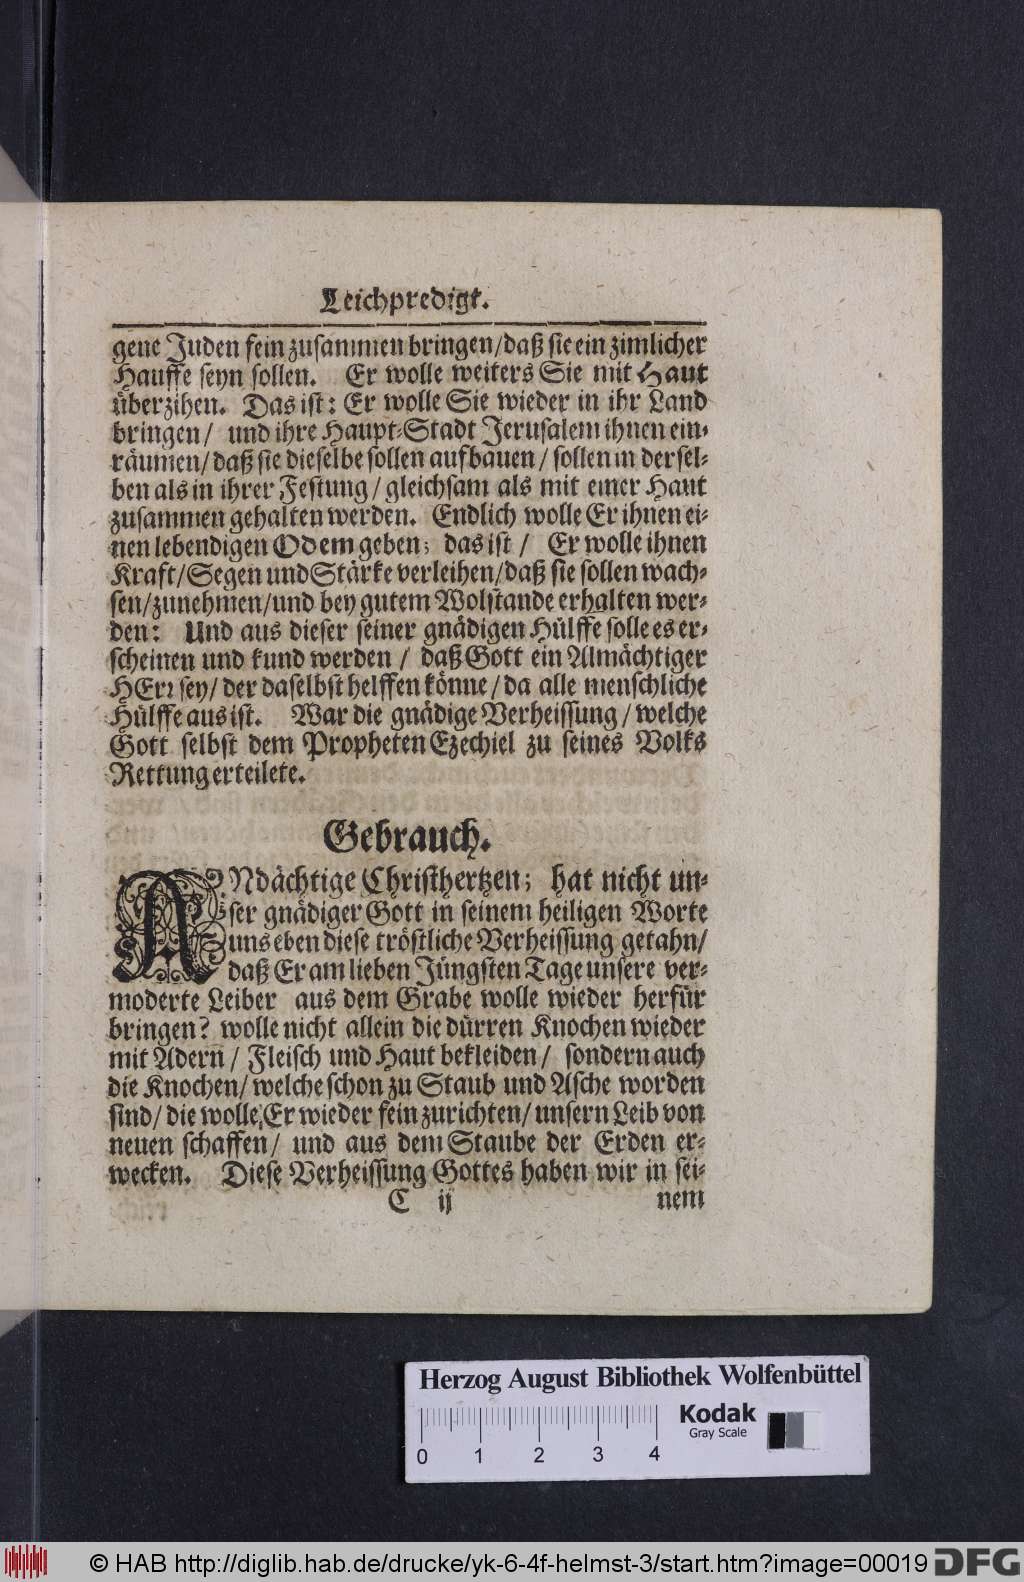 Leichpredigt.
gene Juden fein zusammen bringen/daß sie ein zimlicher
Hauffe seyn sollen. Er wolle weiters Sie mit Haut
überzihen. Das ist: Er wolle Sie wieder in ihr Land
bringen/ und ihre Haupt-Stadt Jerusalem ihnen ein-
räumen/daß sie dieselbe sollen aufbauen/ sollen in dersel-
ben als in ihrer Festung/gleichsam als mit einer Haut
zusammen gehalten werden. Endlich wolle Er ihnen ei-
nen lebendigen Odem geben; das ist / Er wolle ihnen
Kraft/Segen und Stärke verleihen/daß sie sollen wach-
sen/zunehmen/und bey gutem Wolstande erhalten wer-
den: Und aus dieser seiner gnädigen Hülffe solle es er-
scheinen und kund werden / daß Gott ein Almächtiger
HErr sey/ der daselbst helffen könne/da alle menschliche
Hülffe aus ist. War die gnädige Verheissung/welche
Gott selbst dem Propheten Ezechiel zu seines Volks
Rettung erteilete.
Gebrauch.
ANdächtige Christhertzen; hat nicht un-
ser gnädiger Gott in seinem heiligen Worte
uns eben diese tröstliche Verheissung getahn/
daß Er am lieben Jüngsten Tage unsere ver-
moderte Leiber aus dem Grabe wolle wieder herfür
bringen? wolle nicht allein die dürren Knochen wieder
mit Adern/ Fleisch und Haut bekleiden/ sondern auch
die Knochen/welche schon zu Staub und Asche worden
sind/die wolle Er wieder fein zurichten/unsern Leib von
neuen schaffen/ und aus dem Staube der Erden er-
wecken. Diese Verheissung Gottes haben wir in sei-
C ij nem
Herzog August Bibliothek Wolfenbüttel
Kodak
Gray Scale
0 1 2 3 4
© HAB http://diglib.hab.de/drucke/yk-6-4f-helmst-3/start.htm?image=00019
DFG